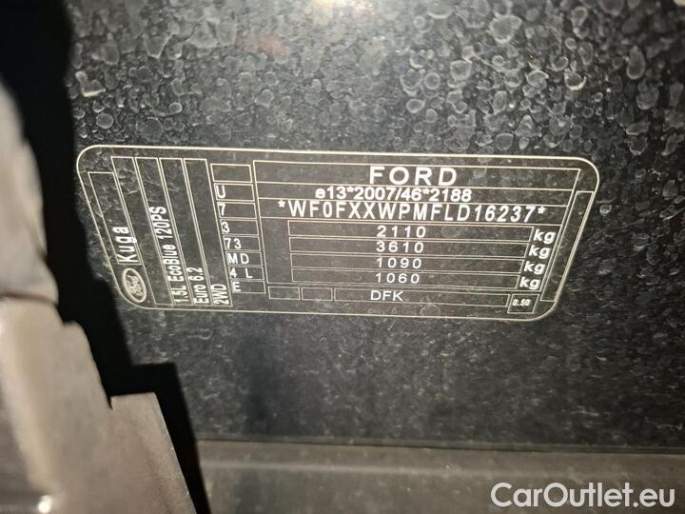 FORD
e13*2007/46*2188
*WF0FXXWPMFLD16237*
2110 kg
3610 kg
1090 kg
1060 kg
DFK
U
7
3
73
MD
4 L
E
Ford
Kuga
1.5L EcoBlue 120PS
Euro 6.2
2WD
CarOutlet.eu